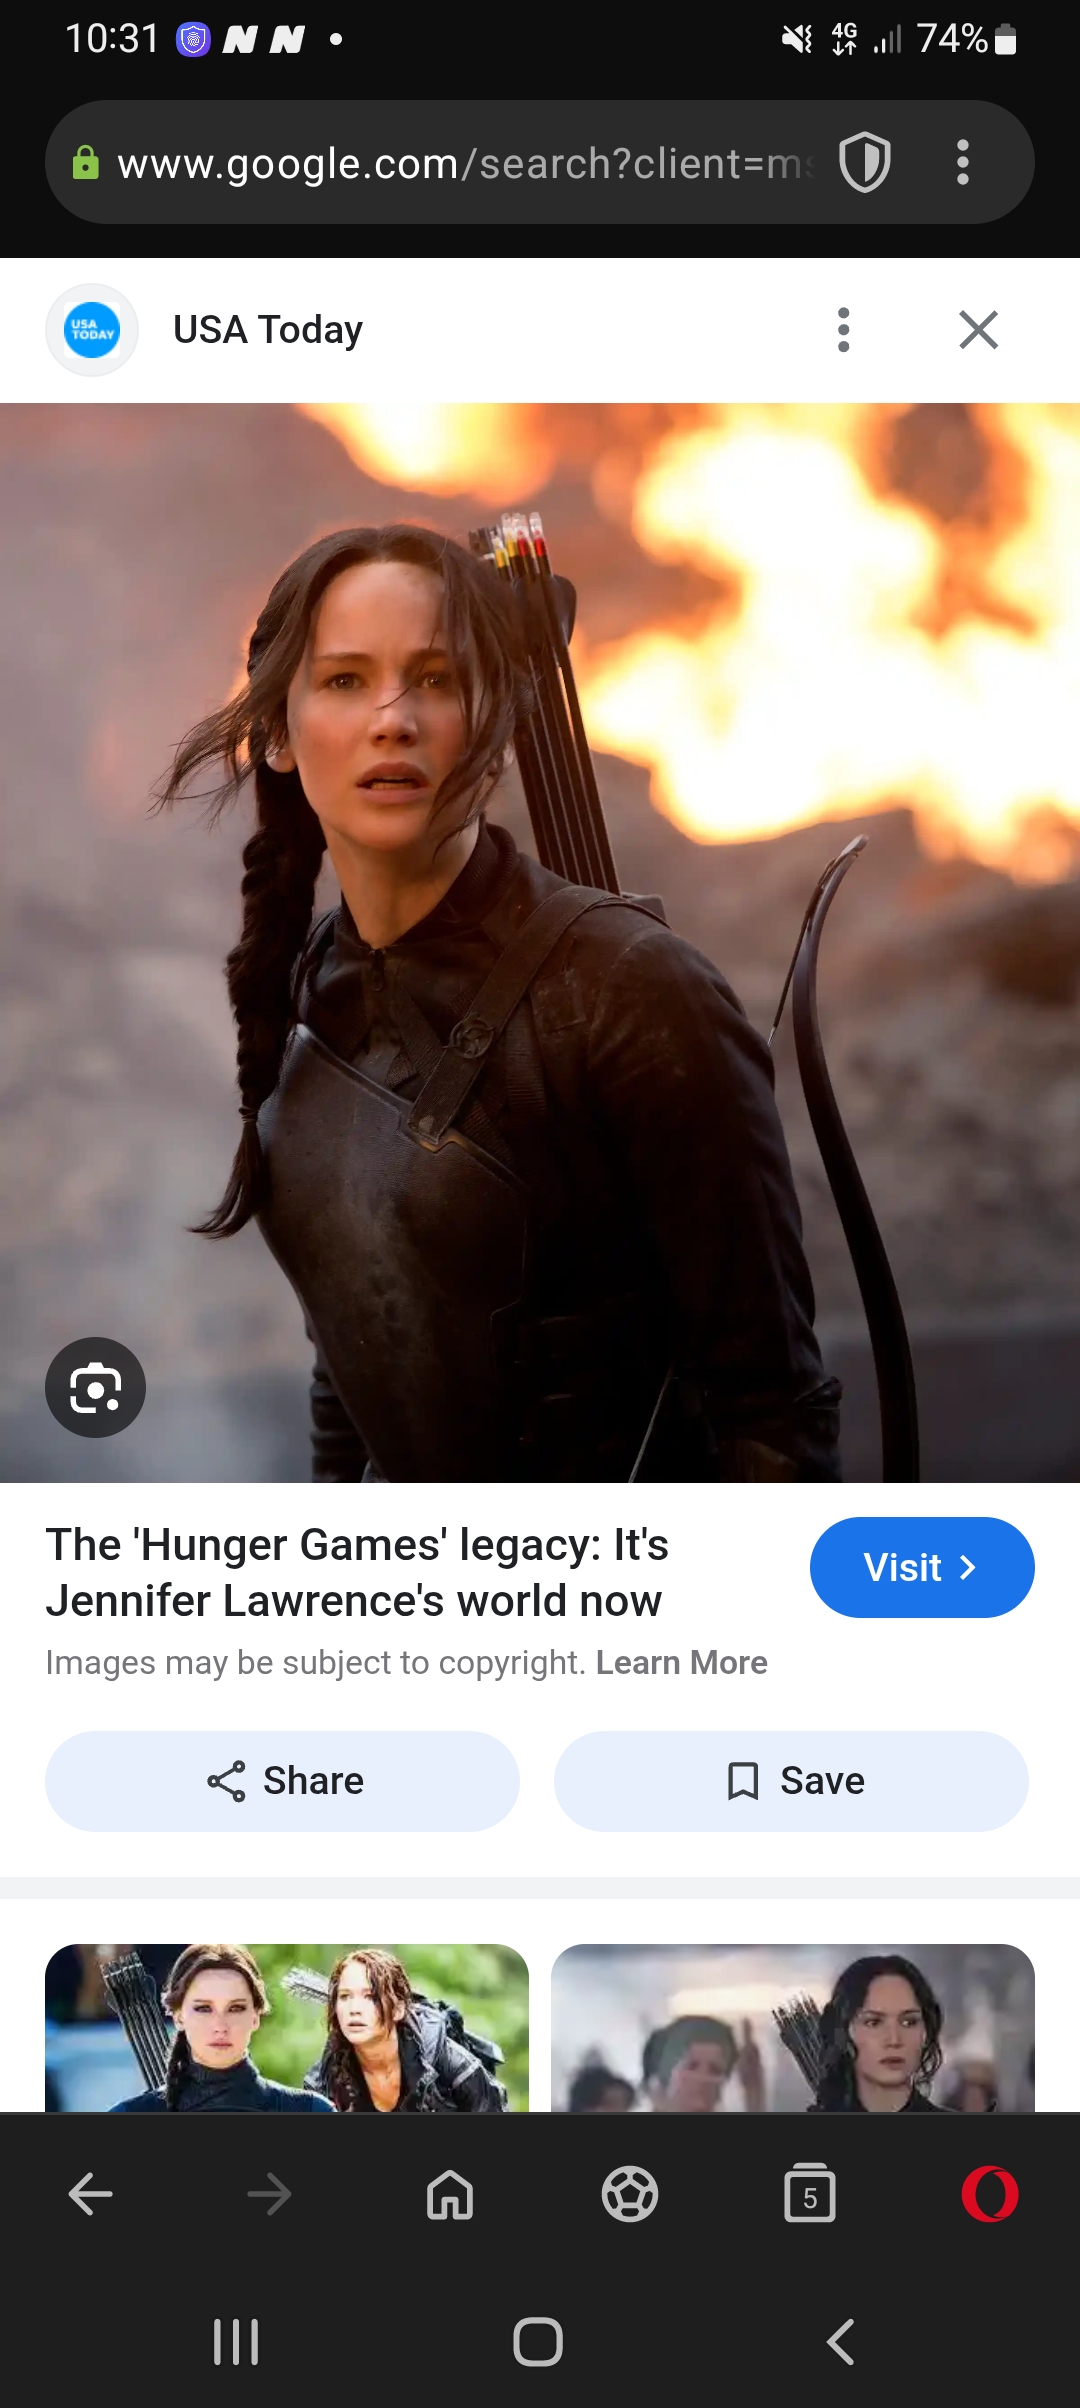 10:31
4G
74%
www.google.com/search?client=ms
USA TODAY
USA Today
The 'Hunger Games' legacy: It's
Jennifer Lawrence's world now
Visit
Images may be subject to copyright. Learn More
Share
Save
5